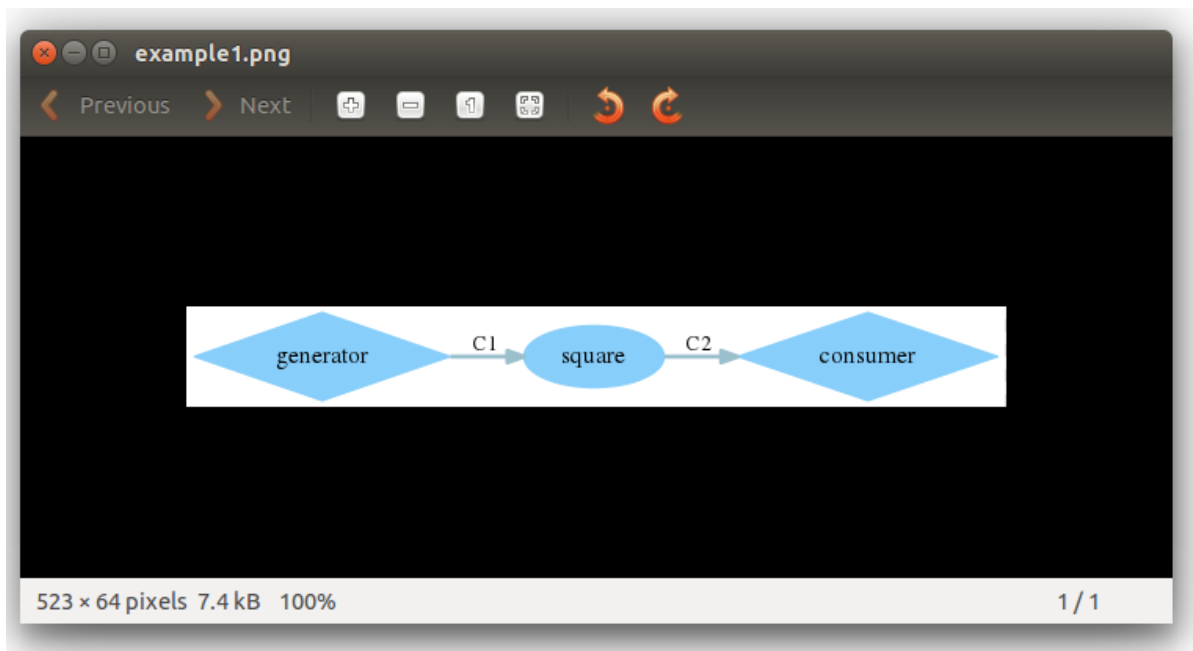 example1.png
Previous Next
generator C1 square C2 consumer
523 × 64 pixels 7.4 kB 100% 1 / 1